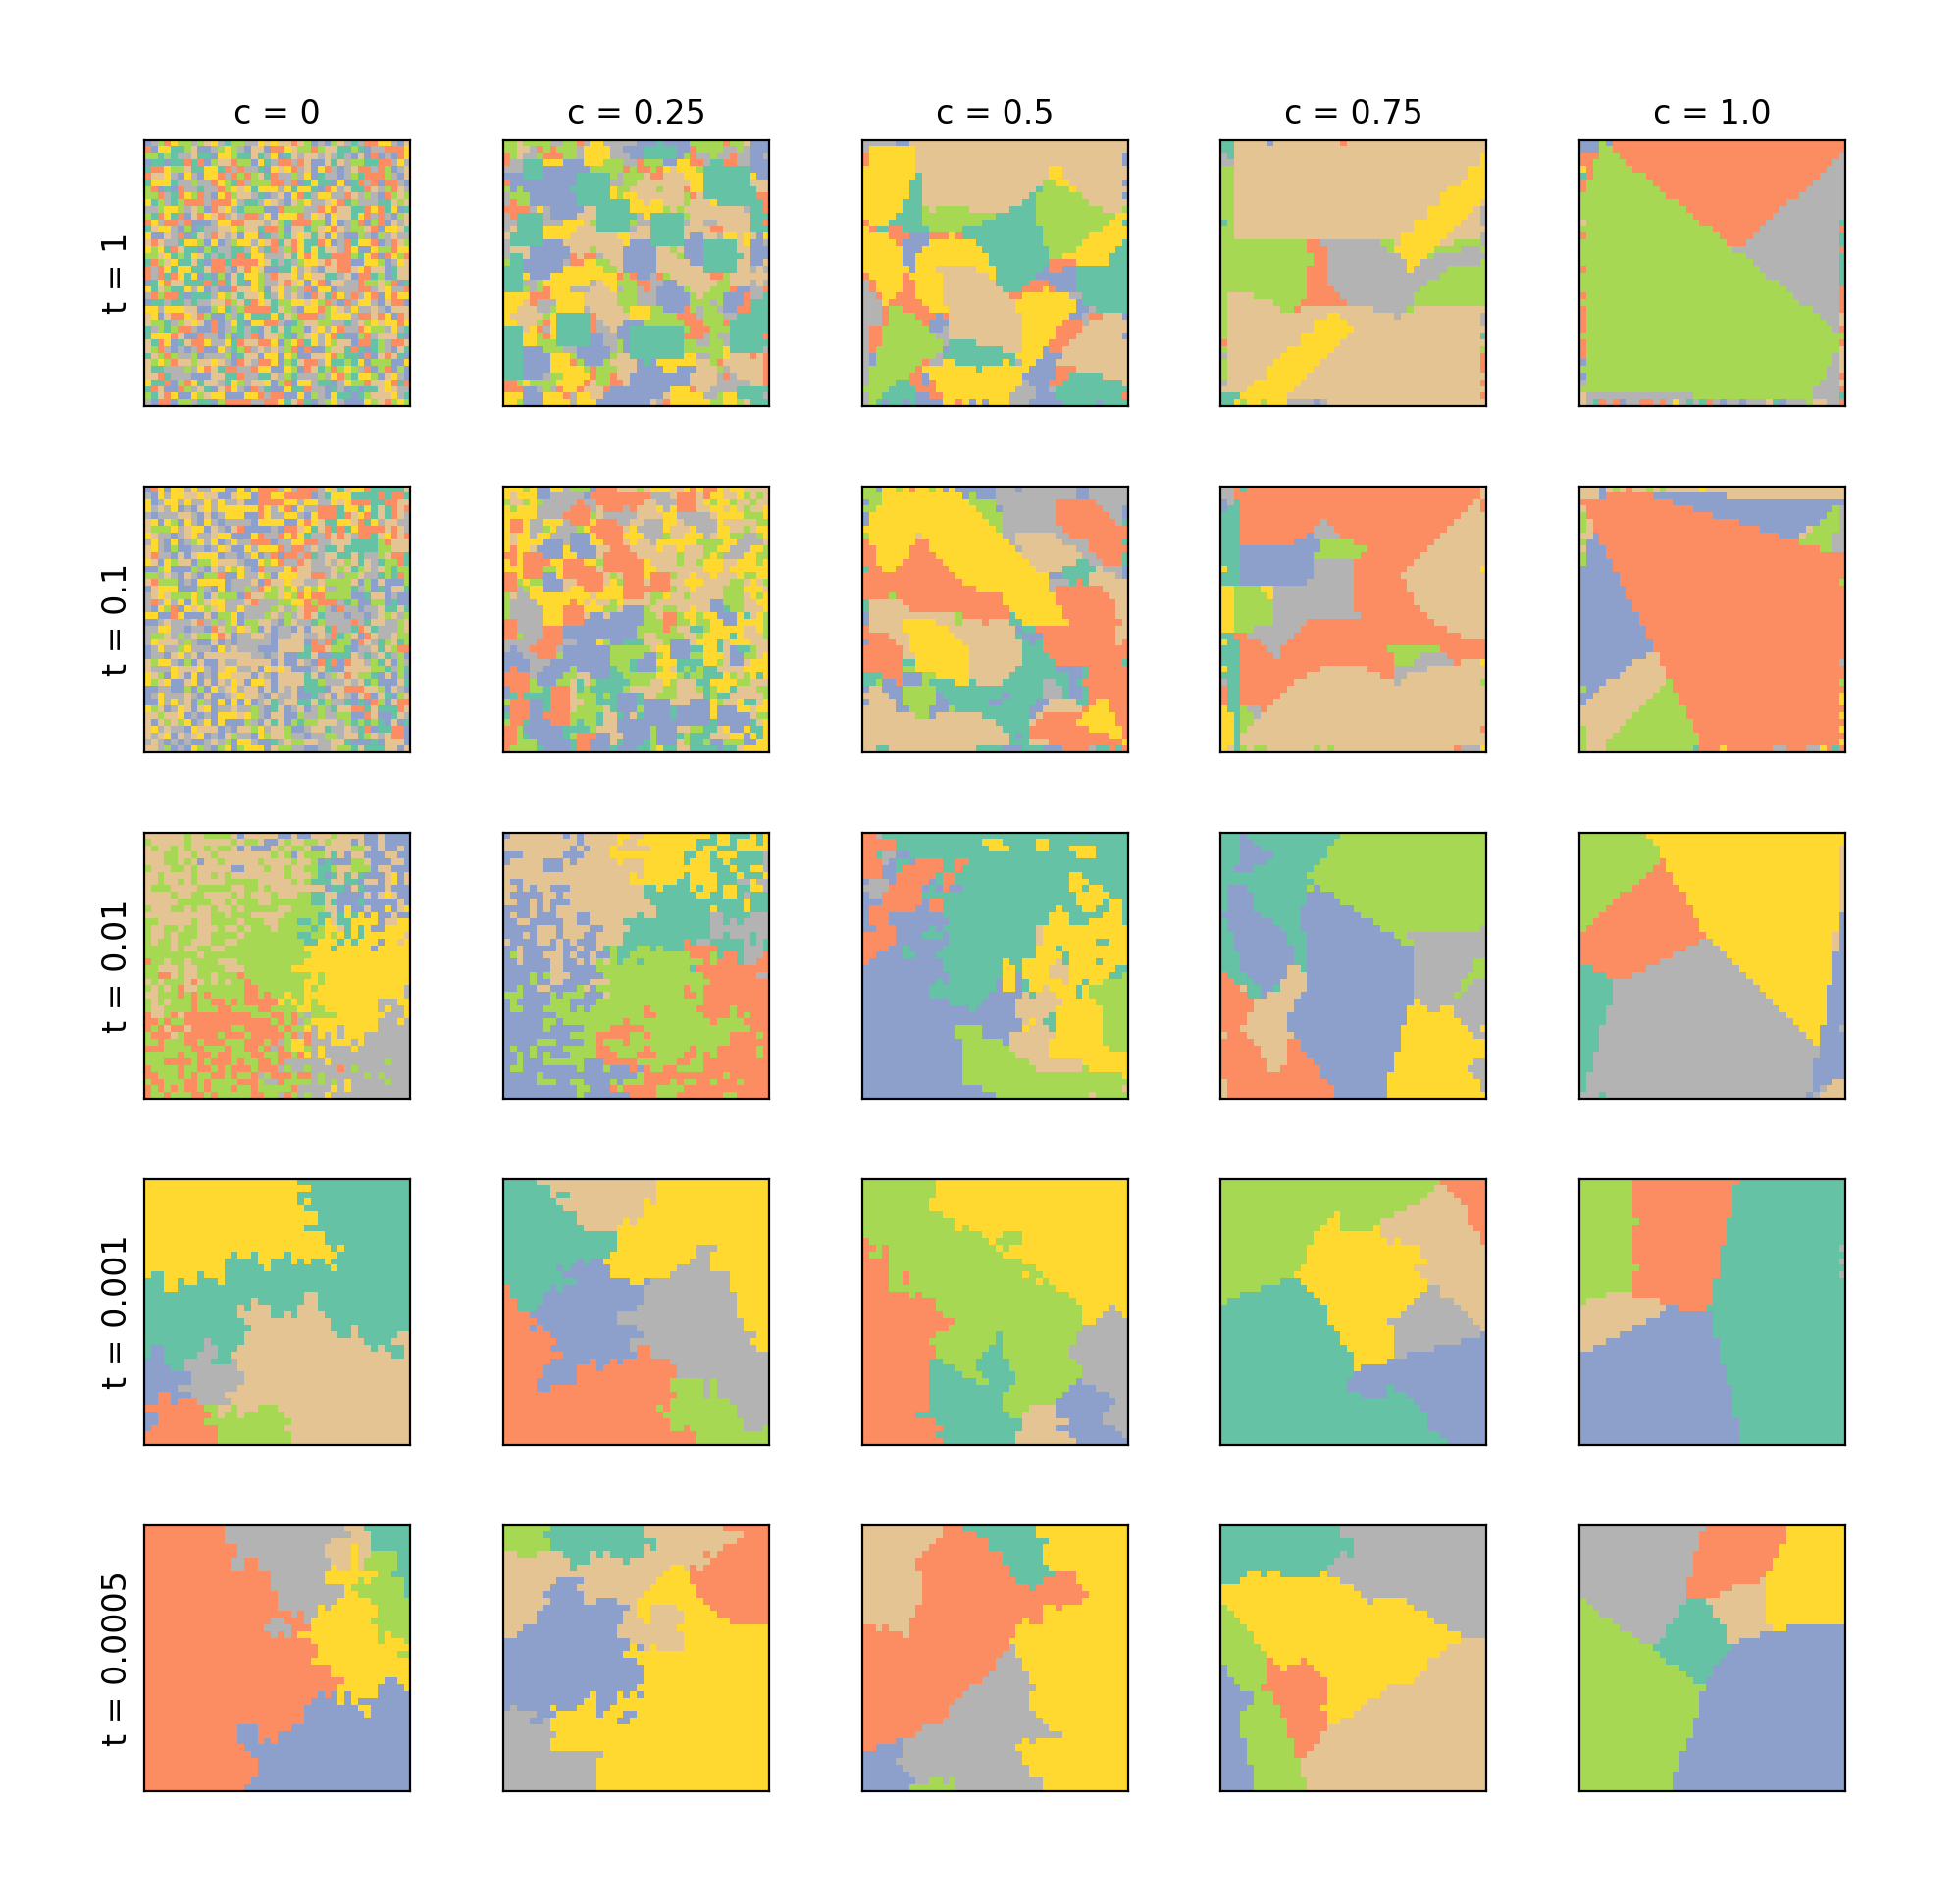 c = 0
c = 0.25
c = 0.5
c = 0.75
c = 1.0
t = 1
t = 0.1
t = 0.01
t = 0.001
t = 0.0005